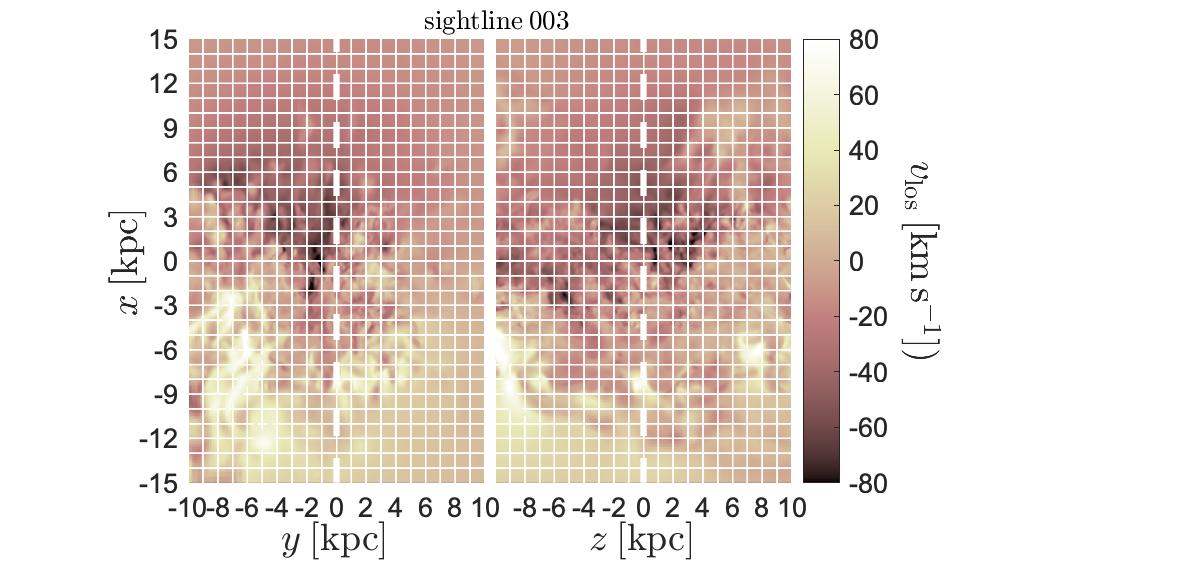 sightline 003
15
12
9
6
3
0
-3
-6
-9
-12
-15
x [kpc]
-10 -8 -6 -4 -2 0 2 4 6 8 10
y [kpc]
-8 -6 -4 -2 0 2 4 6 8 10
z [kpc]
80
60
40
20
0
-20
-40
-60
-80
v_los [km s⁻¹])